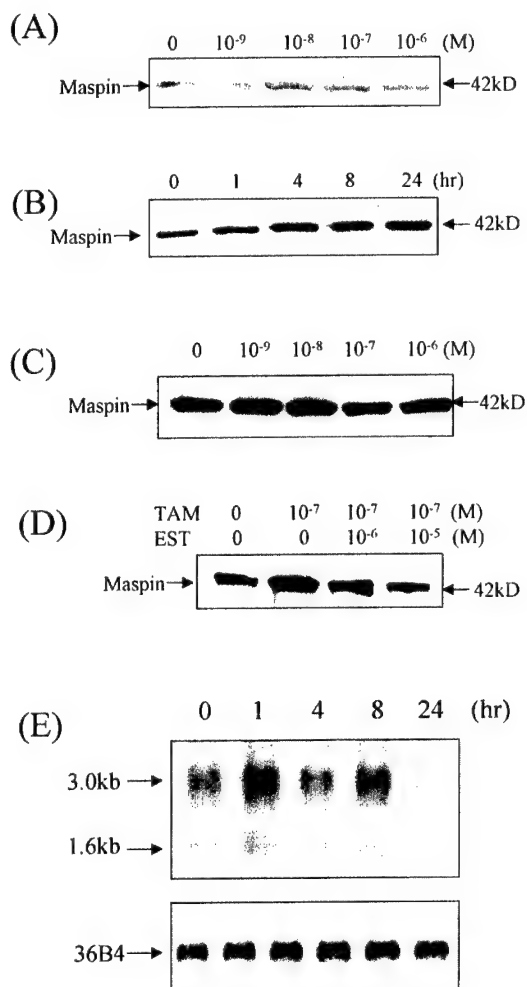 (A)
0 10⁻⁹ 10⁻⁸ 10⁻⁷ 10⁻⁶ (M)
Maspin 42kD
(B)
0 1 4 8 24 (hr)
Maspin 42kD
(C)
0 10⁻⁹ 10⁻⁸ 10⁻⁷ 10⁻⁶ (M)
Maspin 42kD
(D)
TAM 0 10⁻⁷ 10⁻⁷ 10⁻⁷ (M)
EST 0 0 10⁻⁶ 10⁻⁵ (M)
Maspin 42kD
(E)
0 1 4 8 24 (hr)
3.0kb
1.6kb
36B4